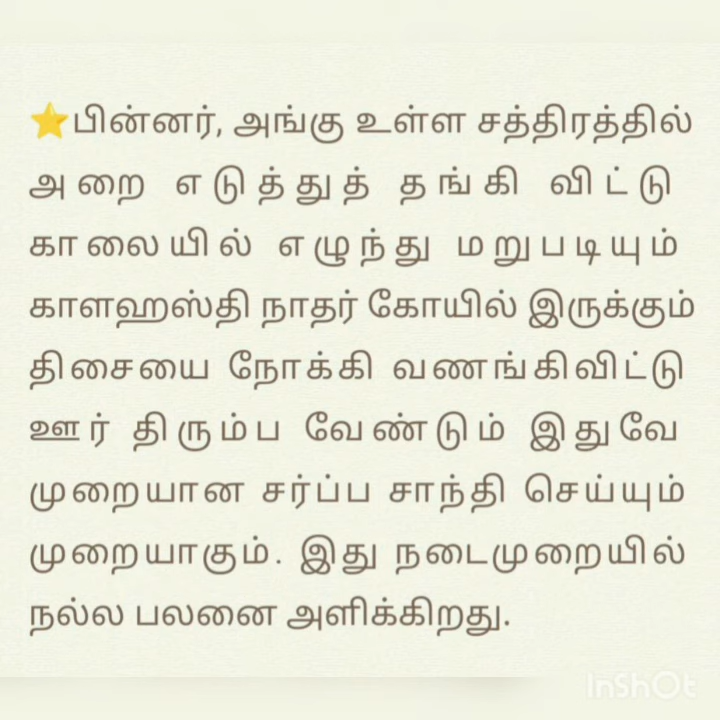 ⭐பின்னர், அங்கு உள்ள சத்திரத்தில்
அறை எடுத்துத் தங்கி விட்டு
காலையில் எழுந்து மறுபடியும்
காளஹஸ்தி நாதர் கோயில் இருக்கும்
திசையை நோக்கி வணங்கிவிட்டு
ஊர் திரும்ப வேண்டும் இதுவே
முறையான சர்ப்ப சாந்தி செய்யும்
முறையாகும். இது நடைமுறையில்
நல்ல பலனை அளிக்கிறது.
InShOt